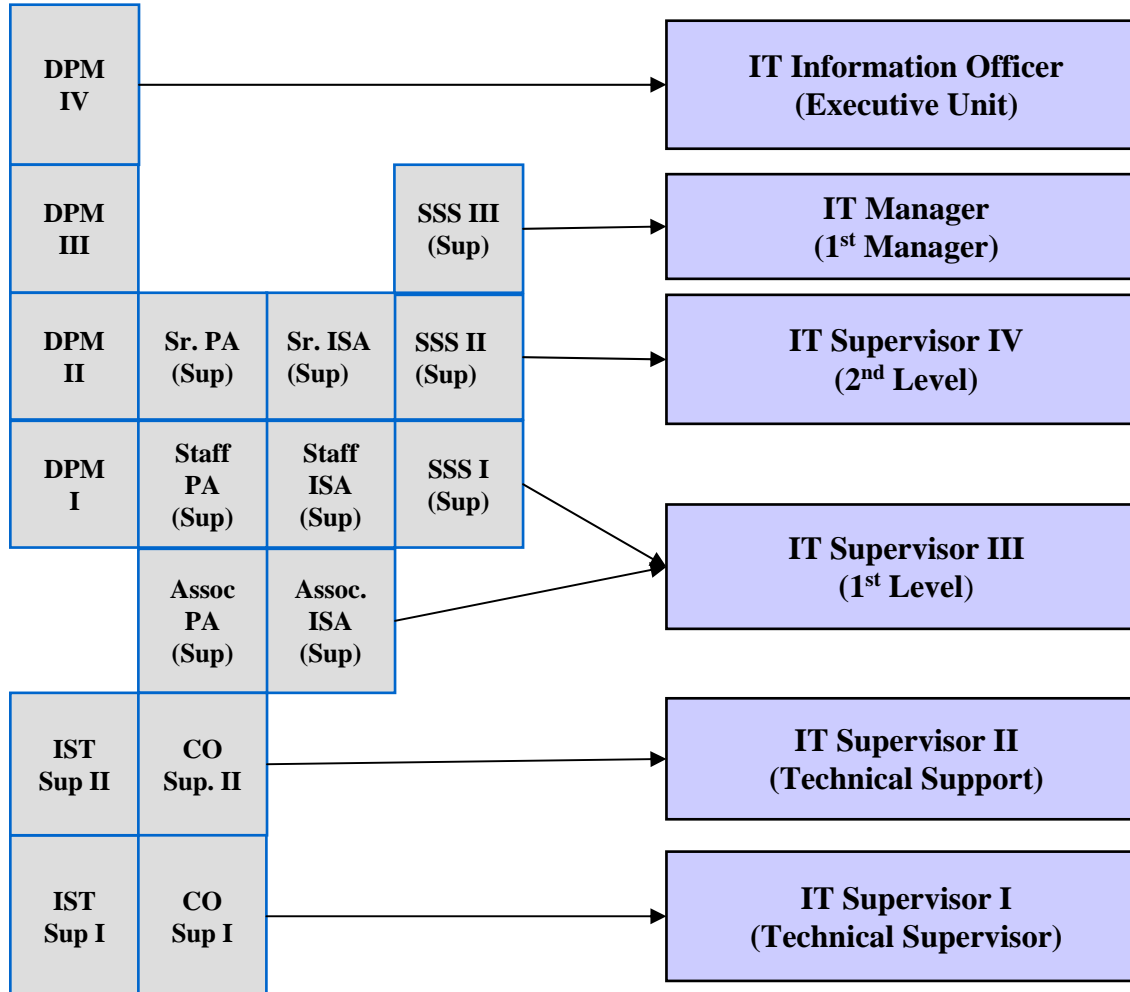 DPM
IV
IT Information Officer
(Executive Unit)
DPM
III
SSS III
(Sup)
IT Manager
(1st Manager)
DPM
II
Sr. PA
(Sup)
Sr. ISA
(Sup)
SSS II
(Sup)
IT Supervisor IV
(2nd Level)
DPM
I
Staff
PA
(Sup)
Staff
ISA
(Sup)
SSS I
(Sup)
IT Supervisor III
(1st Level)
Assoc
PA
(Sup)
Assoc.
ISA
(Sup)
IST
Sup II
CO
Sup. II
IT Supervisor II
(Technical Support)
IST
Sup I
CO
Sup I
IT Supervisor I
(Technical Supervisor)